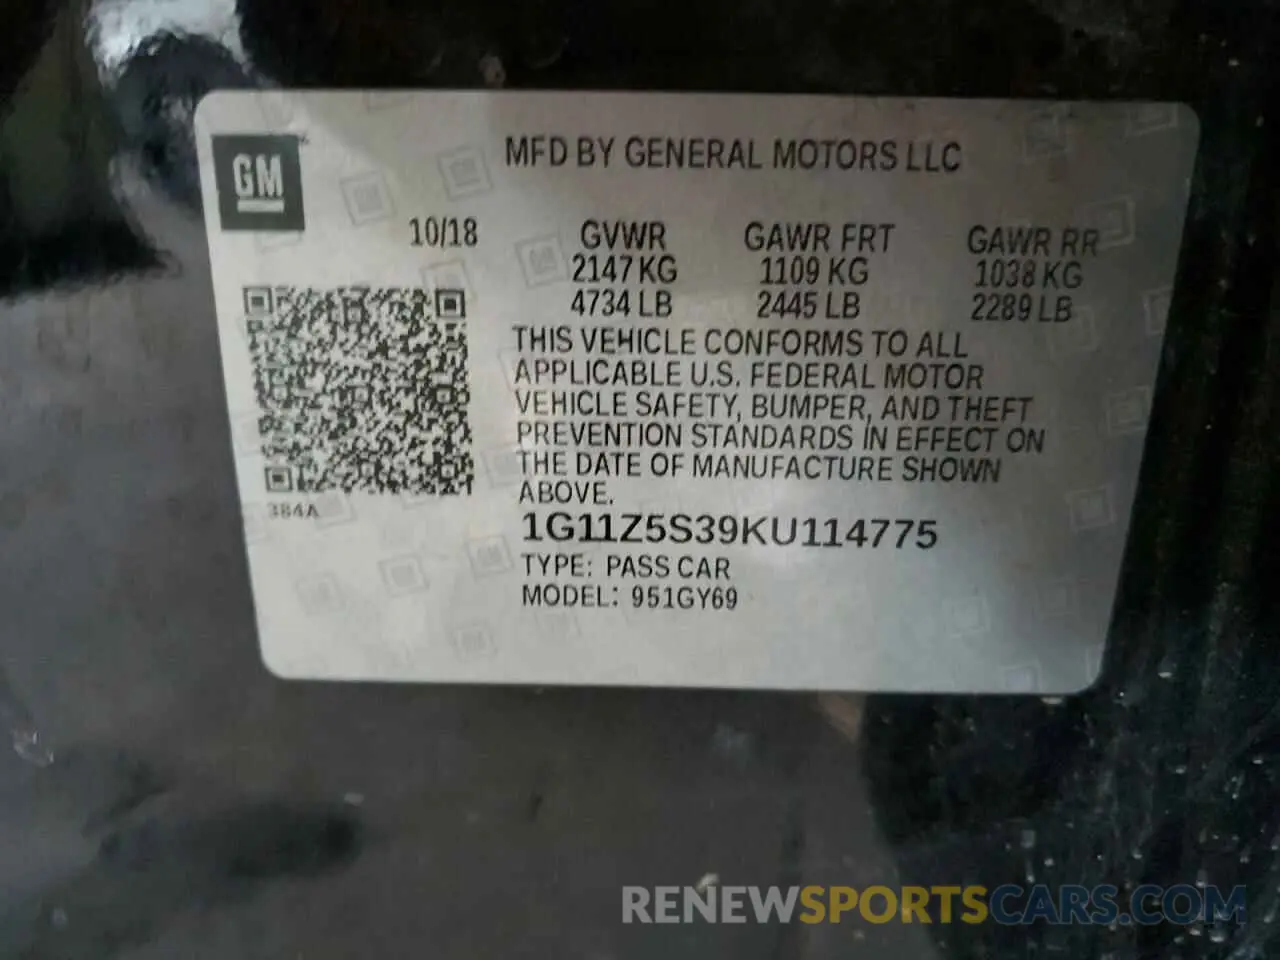 MFD BY GENERAL MOTORS LLC
GM
10/18 GVWR GAWR FRT GAWR RR
2147 KG 1109 KG 1038 KG
4734 LB 2445 LB 2289 LB
THIS VEHICLE CONFORMS TO ALL
APPLICABLE U.S. FEDERAL MOTOR
VEHICLE SAFETY, BUMPER, AND THEFT
PREVENTION STANDARDS IN EFFECT ON
THE DATE OF MANUFACTURE SHOWN
ABOVE.
384A
1G11Z5S39KU114775
TYPE: PASS CAR
MODEL: 951GY69
RENEWSPORTSCARS.COM